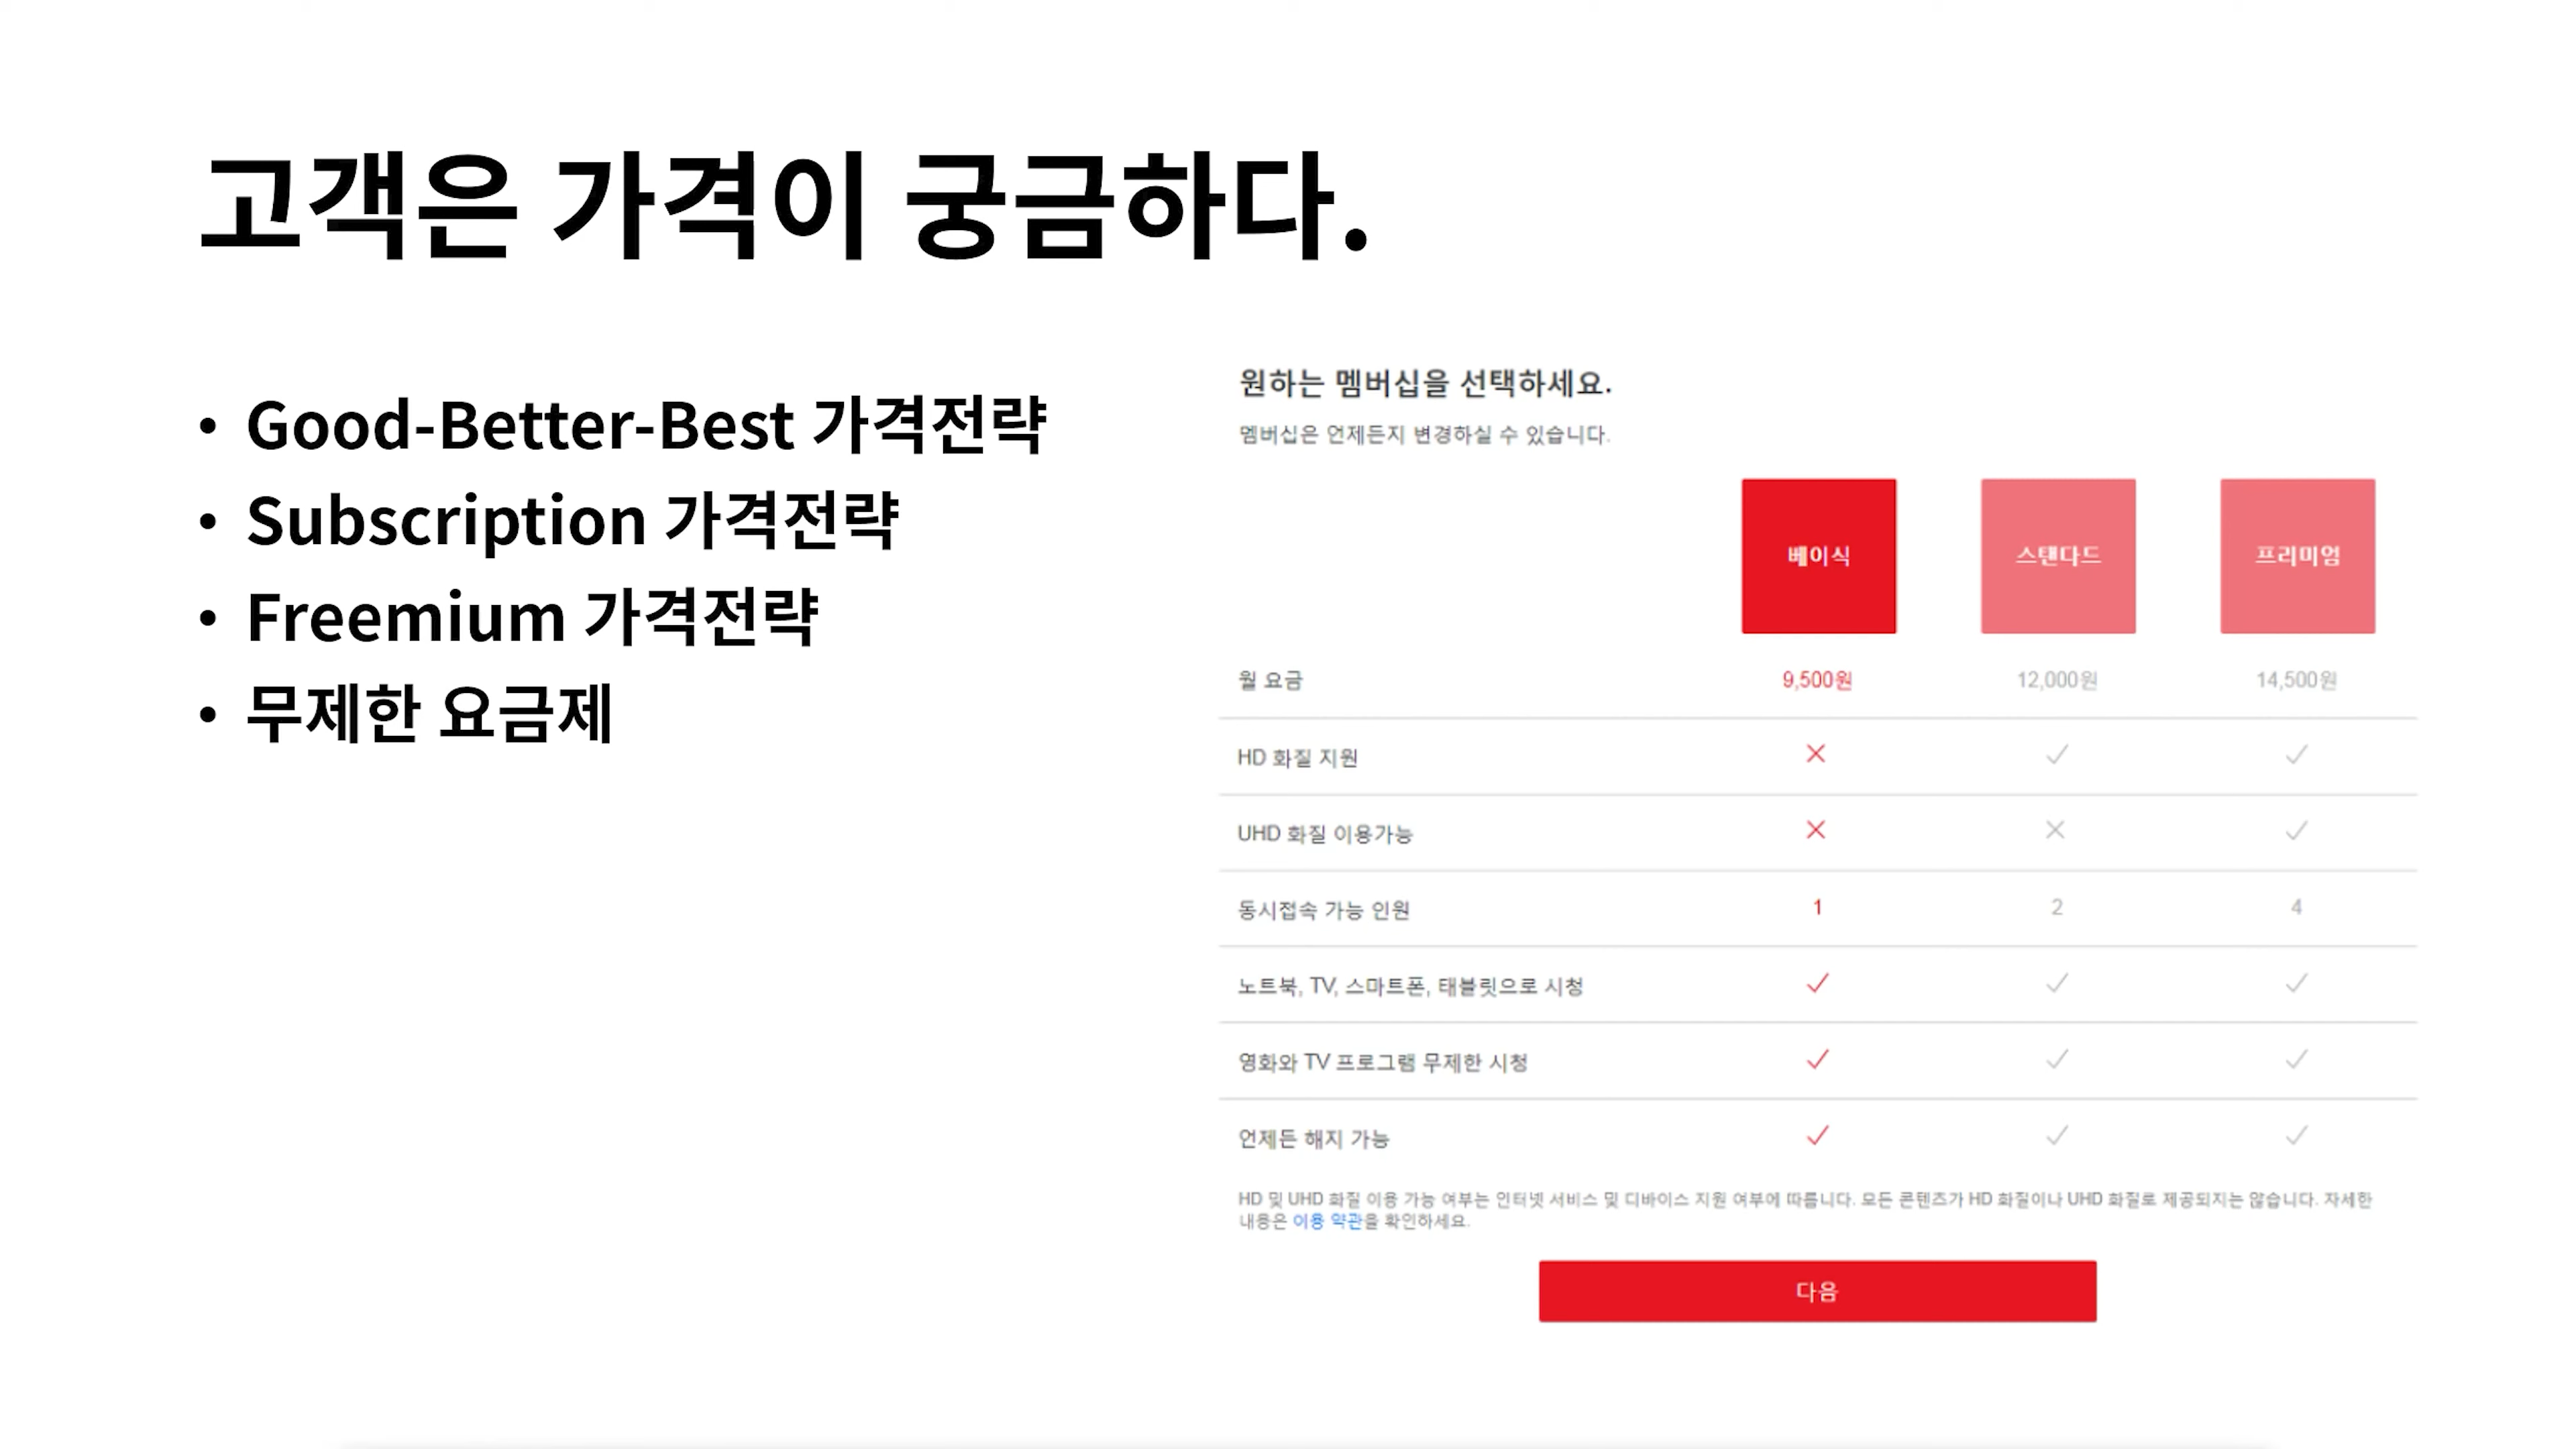 고객은 가격이 궁금하다.
• Good-Better-Best 가격전략
• Subscription 가격전략
• Freemium 가격전략
• 무제한 요금제
원하는 멤버십을 선택하세요.
멤버십은 언제든지 변경하실 수 있습니다.
베이식 스탠다드 프리미엄
월 요금 9,500원 12,000원 14,500원
HD 화질 지원
UHD 화질 이용가능
동시접속 가능 인원 1 2 4
노트북, TV, 스마트폰, 태블릿으로 시청
영화와 TV 프로그램 무제한 시청
언제든 해지 가능
HD 및 UHD 화질 이용 가능 여부는 인터넷 서비스 및 디바이스 지원 여부에 따릅니다. 모든 콘텐츠가 HD 화질이나 UHD 화질로 제공되지는 않습니다. 자세한
내용은 이용 약관을 확인하세요.
다음